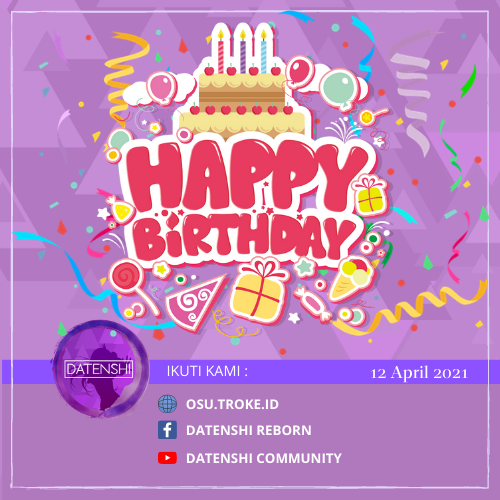 HAPPY
BiRTHDAY
DATENSHI
IKUTI KAMI :
12 April 2021
OSU.TROKE.ID
DATENSHI REBORN
DATENSHI COMMUNITY